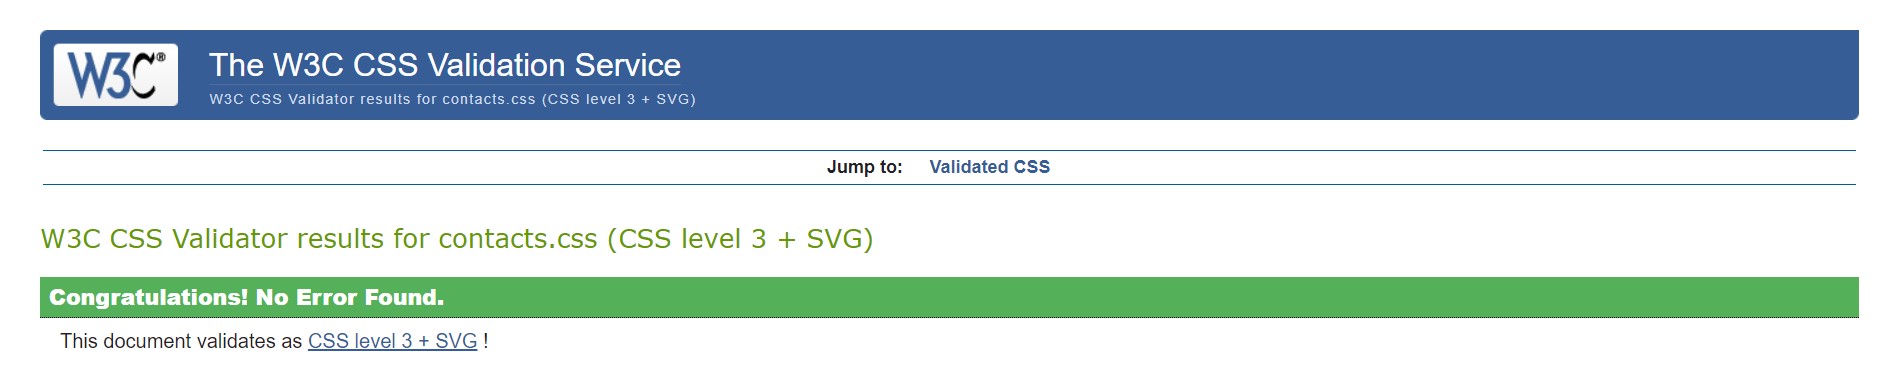 W3C®
The W3C CSS Validation Service
W3C CSS Validator results for contacts.css (CSS level 3 + SVG)
Jump to: Validated CSS
W3C CSS Validator results for contacts.css (CSS level 3 + SVG)
Congratulations! No Error Found.
This document validates as CSS level 3 + SVG !